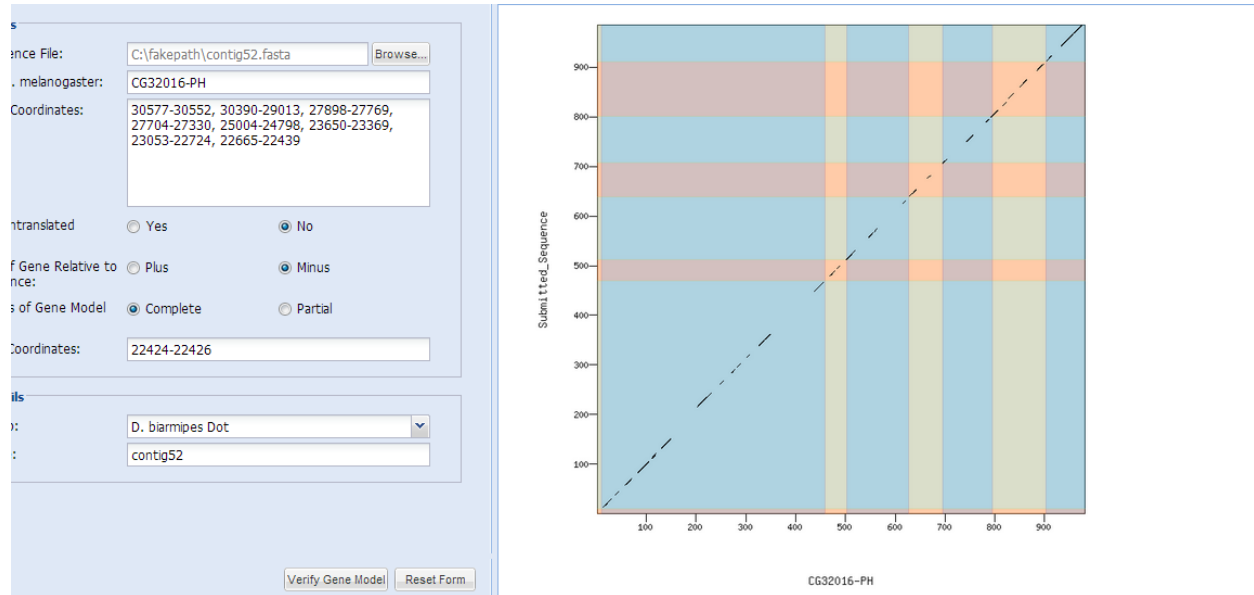 s
ence File:
C:\fakepath\contig52.fasta
Browse...
. melanogaster:
CG32016-PH
Coordinates:
30577-30552, 30390-29013, 27898-27769,
27704-27330, 25004-24798, 23650-23369,
23053-22724, 22665-22439
ntranslated
Yes
No
f Gene Relative to
nce:
Plus
Minus
s of Gene Model
Complete
Partial
Coordinates:
22424-22426
ils
):
D. biarmipes Dot
:
contig52
Verify Gene Model
Reset Form
900
800
700
600
500
400
300
200
100
Submitted_Sequence
100 200 300 400 500 600 700 800 900
CG32016-PH